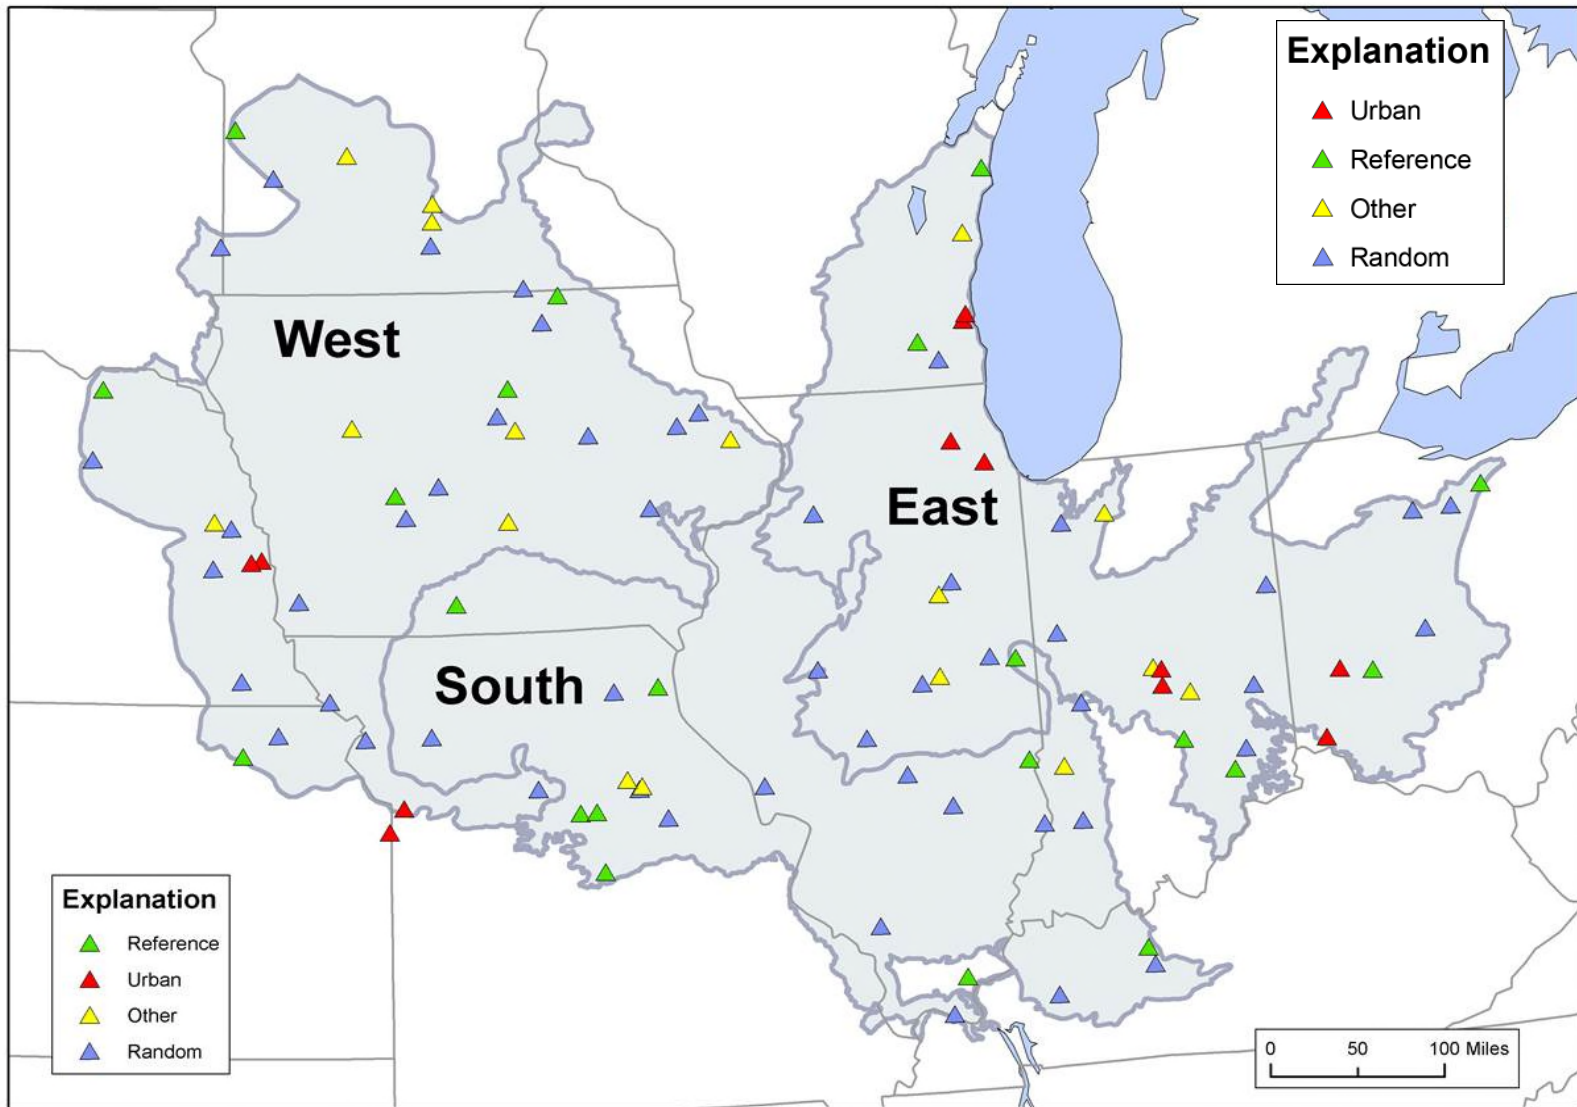 Explanation
Urban
Reference
Other
Random
West
East
South
Explanation
Reference
Urban
Other
Random
0 50 100 Miles